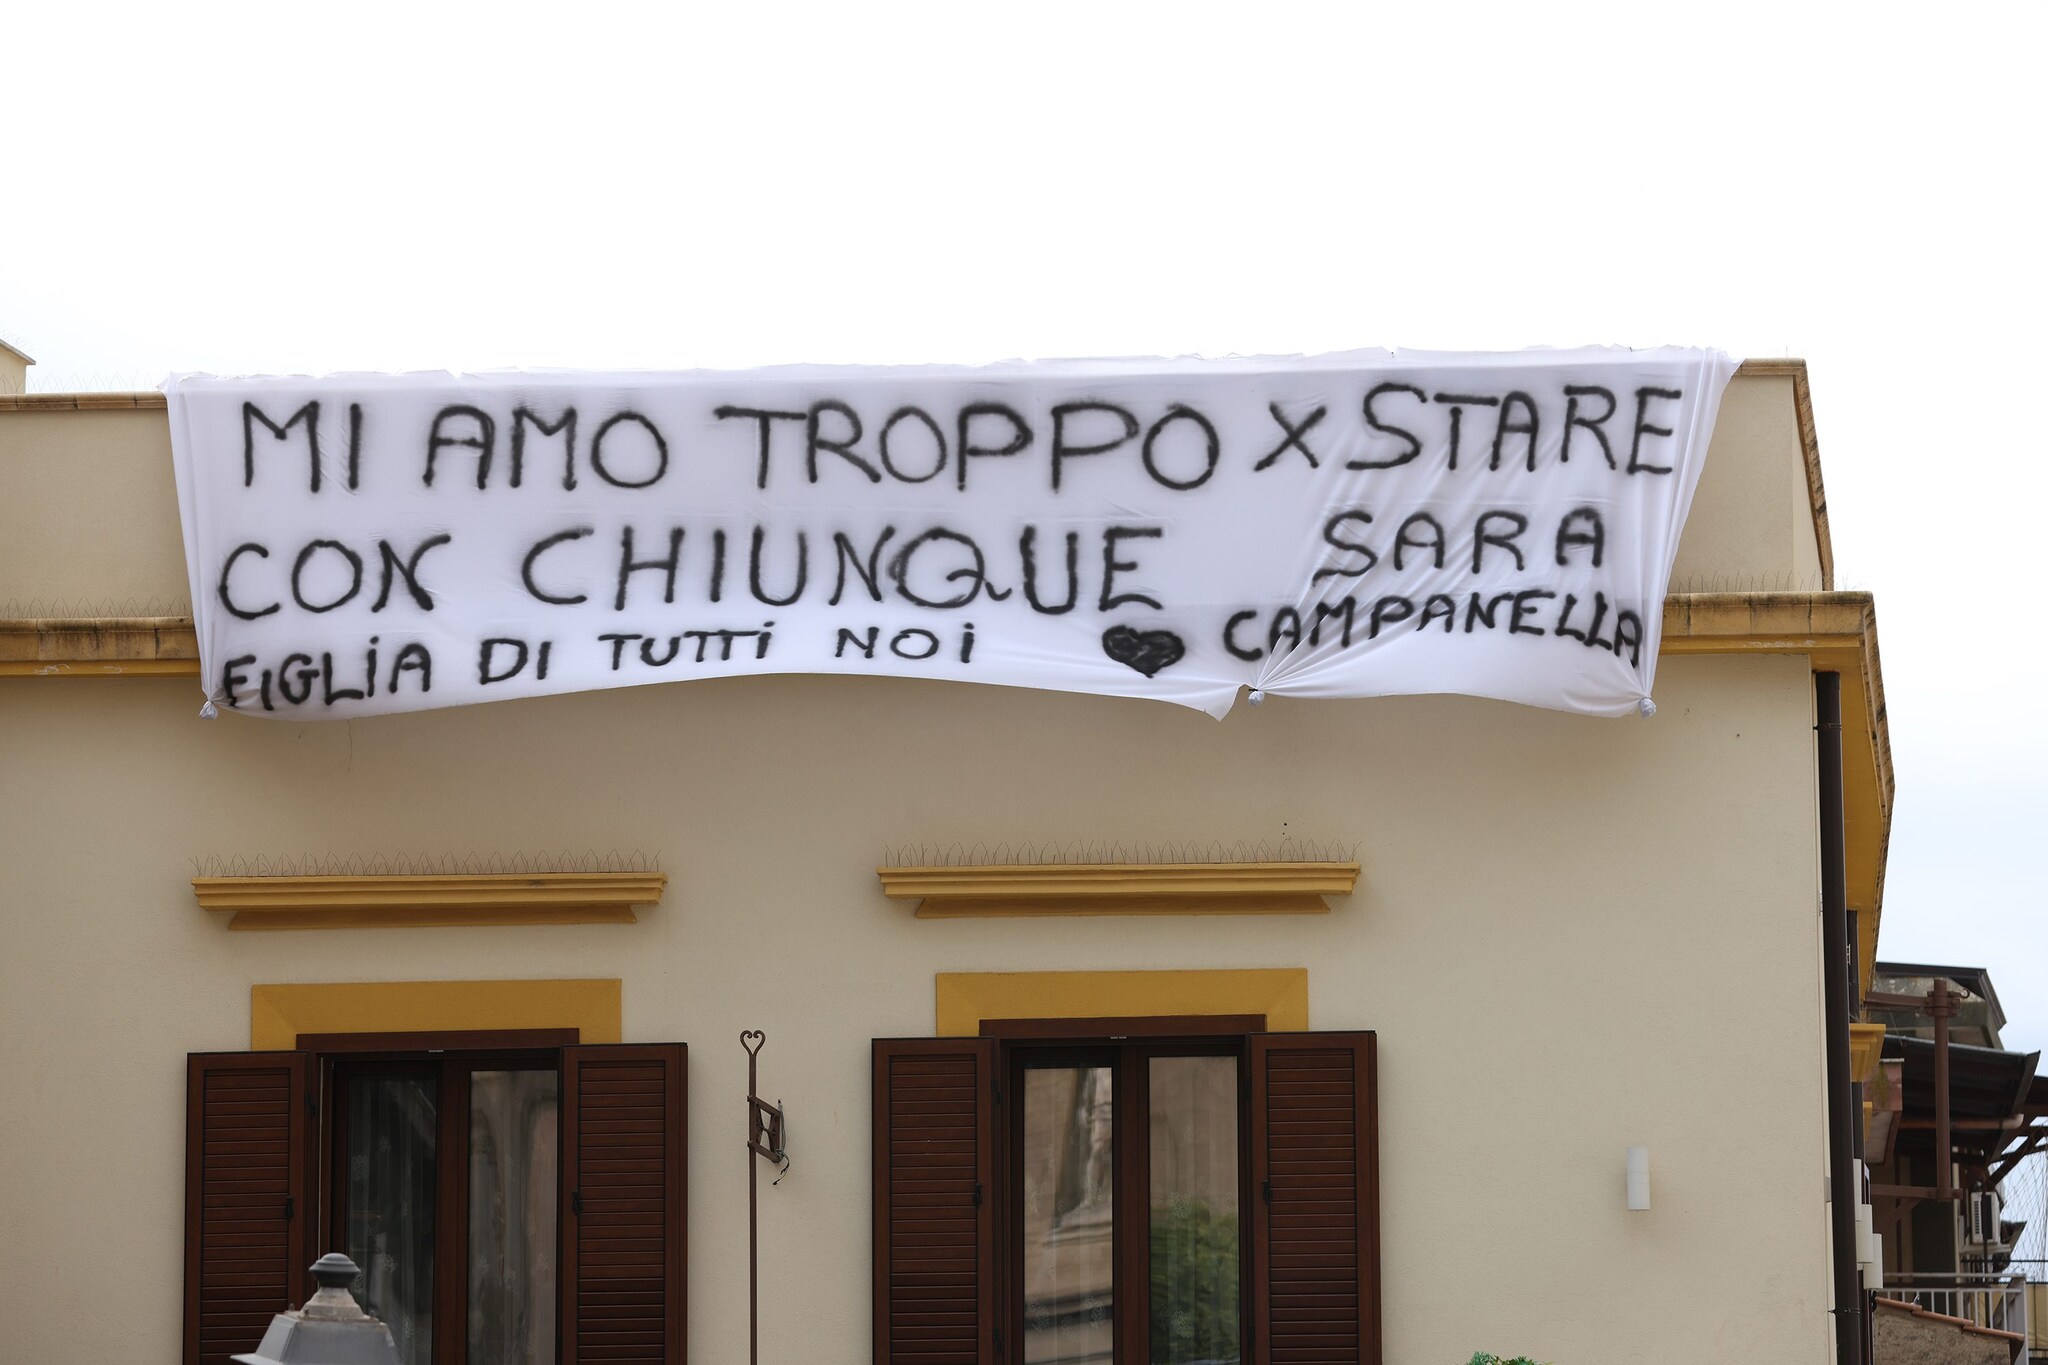 MI AMO TROPPO X STARE
CON CHIUNQUE SARA
FIGLIA DI TUTTI NOI CAMPANELLA